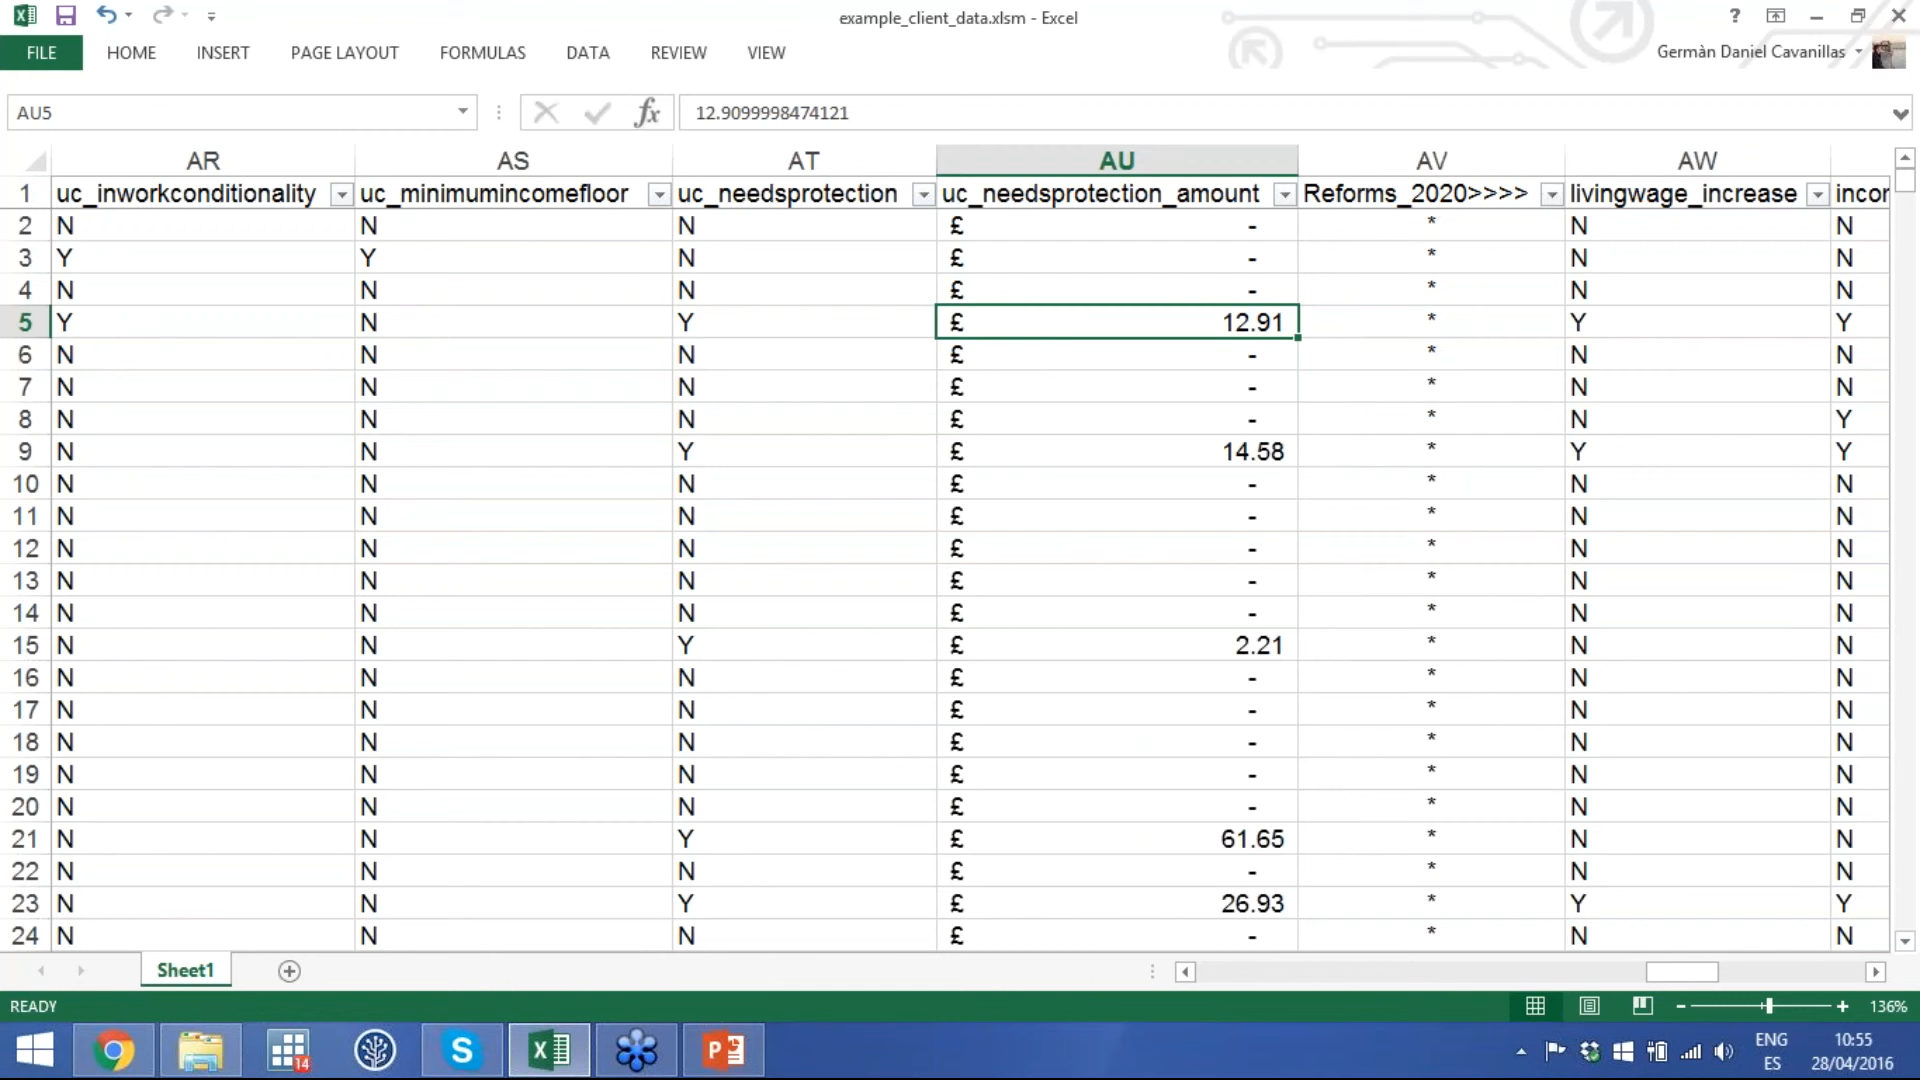 example_client_data.xlsm - Excel
?
FILE HOME INSERT PAGE LAYOUT FORMULAS DATA REVIEW VIEW Germàn Daniel Cavanillas
AU5 fx 12.9099998474121
AR AS AT AU AV AW
1 uc_inworkconditionality uc_minimumincomefloor uc_needsprotection uc_needsprotection_amount Reforms_2020>>>> livingwage_increase incor
2 N N N £ - * N N
3 Y Y N £ - * N N
4 N N N £ - * N N
5 Y N Y £ 12.91 * Y Y
6 N N N £ - * N N
7 N N N £ - * N N
8 N N N £ - * N Y
9 N N Y £ 14.58 * Y Y
10 N N N £ - * N N
11 N N N £ - * N N
12 N N N £ - * N N
13 N N N £ - * N N
14 N N N £ - * N N
15 N N Y £ 2.21 * N N
16 N N N £ - * N N
17 N N N £ - * N N
18 N N N £ - * N N
19 N N N £ - * N N
20 N N N £ - * N N
21 N N Y £ 61.65 * N N
22 N N N £ - * N N
23 N N Y £ 26.93 * Y Y
24 N N N £ - * N N
Sheet1
READY 136%
14 S X P ENG 10:55
ES 28/04/2016